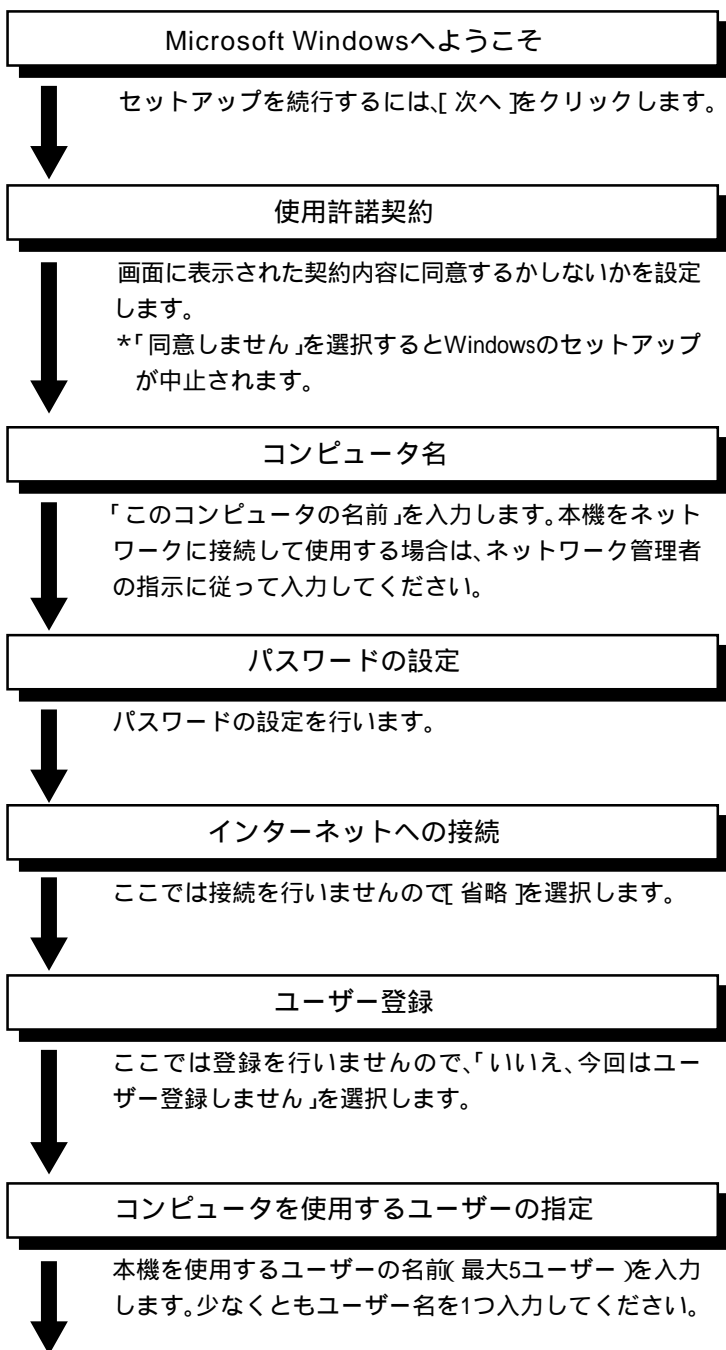 Microsoft Windowsへようこそ
セットアップを続行するには、[ 次へ ]をクリックします。
使用許諾契約
画面に表示された契約内容に同意するかしないかを設定
します。
*「同意しません」を選択するとWindowsのセットアップ
が中止されます。
コンピュータ名
「このコンピュータの名前」を入力します。本機をネット
ワークに接続して使用する場合は、ネットワーク管理者
の指示に従って入力してください。
パスワードの設定
パスワードの設定を行います。
インターネットへの接続
ここでは接続を行いませんので[ 省略 ]を選択します。
ユーザー登録
ここでは登録を行いませんので、「いいえ、今回はユー
ザー登録しません」を選択します。
コンピュータを使用するユーザーの指定
本機を使用するユーザーの名前( 最大5ユーザー )を入力
します。少なくともユーザー名を1つ入力してください。